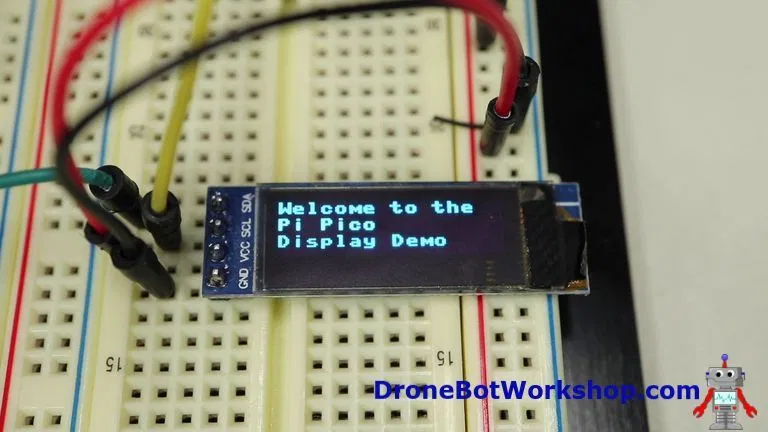 SDA
SCL
VCC
GND
Welcome to the
Pi Pico
Display Demo
15
15
DroneBotWorkshop.com